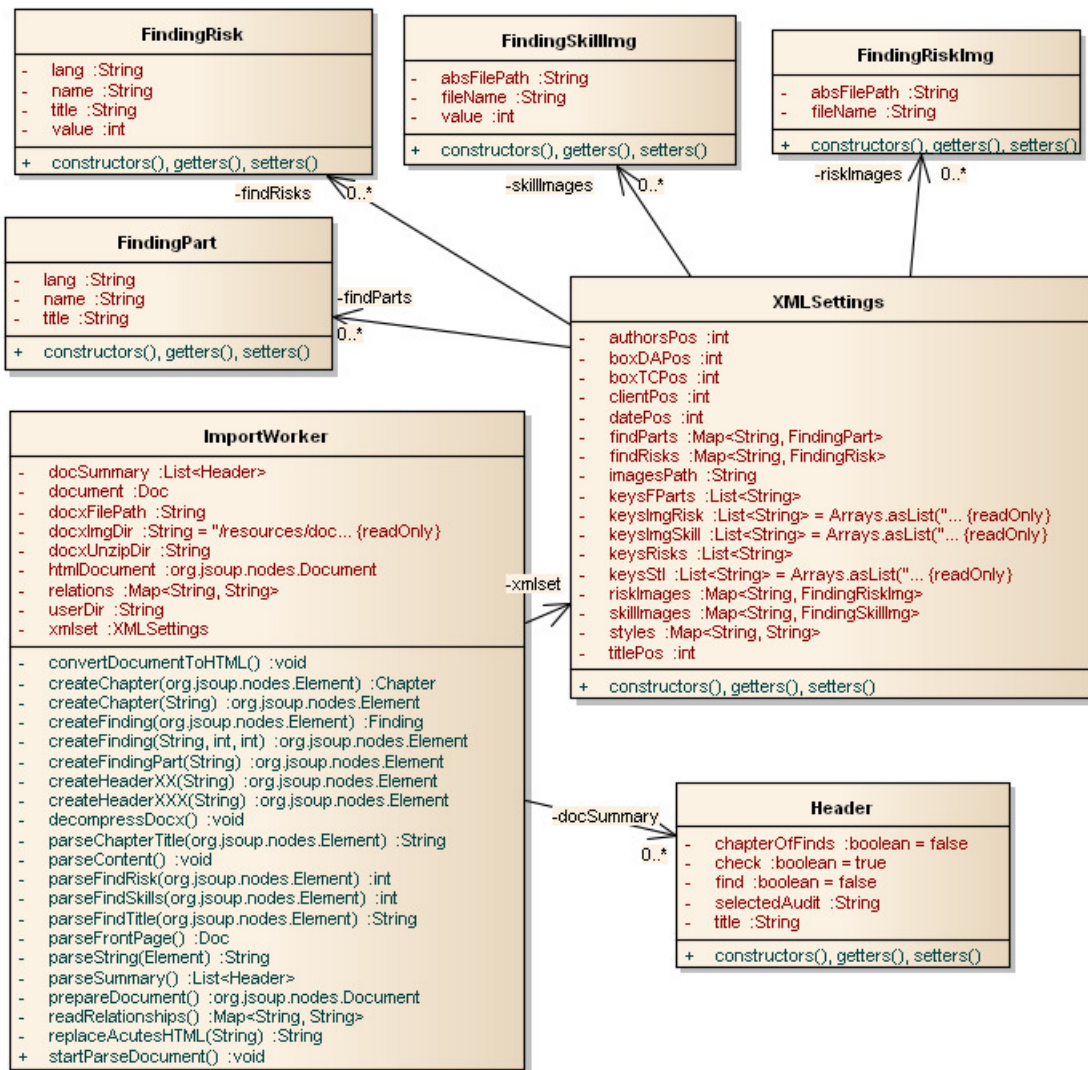 FindingRisk
- lang :String
- name :String
- title :String
- value :int
+ constructors(), getters(), setters()
-findRisks
0..*
FindingSkillImg
- absFilePath :String
- fileName :String
- value :int
+ constructors(), getters(), setters()
-skillImages
0..*
FindingRiskImg
- absFilePath :String
- fileName :String
+ constructors(), getters(), setters()
-riskImages
0..*
FindingPart
- lang :String
- name :String
- title :String
+ constructors(), getters(), setters()
-findParts
0..*
XMLSettings
- authorsPos :int
- boxDAPos :int
- boxTCPos :int
- clientPos :int
- datePos :int
- findParts :Map<String, FindingPart>
- findRisks :Map<String, FindingRisk>
- imagesPath :String
- keysFParts :List<String>
- keysImgRisk :List<String> = Arrays.asList("... {readOnly}
- keysImgSkill :List<String> = Arrays.asList("... {readOnly}
- keysRisks :List<String>
- keysStl :List<String> = Arrays.asList("... {readOnly}
- riskImages :Map<String, FindingRiskImg>
- skillImages :Map<String, FindingSkillImg>
- styles :Map<String, String>
- titlePos :int
+ constructors(), getters(), setters()
ImportWorker
- docSummary :List<Header>
- document :Doc
- docxFilePath :String
- docxImgDir :String = "/resources/doc... {readOnly}
- docxUnzipDir :String
- htmlDocument :org.jsoup.nodes.Document
- relations :Map<String, String>
- userDir :String
- xmlset :XMLSettings
- convertDocumentToHTML() :void
- createChapter(org.jsoup.nodes.Element) :Chapter
- createChapter(String) :org.jsoup.nodes.Element
- createFinding(org.jsoup.nodes.Element) :Finding
- createFinding(String, int, int) :org.jsoup.nodes.Element
- createFindingPart(String) :org.jsoup.nodes.Element
- createHeaderXX(String) :org.jsoup.nodes.Element
- createHeaderXXX(String) :org.jsoup.nodes.Element
- decompressDocx() :void
- parseChapterTitle(org.jsoup.nodes.Element) :String
- parseContent() :void
- parseFindRisk(org.jsoup.nodes.Element) :int
- parseFindSkills(org.jsoup.nodes.Element) :int
- parseFindTitle(org.jsoup.nodes.Element) :String
- parseFrontPage() :Doc
- parseString(Element) :String
- parseSummary() :List<Header>
- prepareDocument() :org.jsoup.nodes.Document
- readRelationships() :Map<String, String>
- replaceAcutesHTML(String) :String
+ startParseDocument() :void
-xmlset
-docSummary
0..*
Header
- chapterOfFinds :boolean = false
- check :boolean = true
- find :boolean = false
- selectedAudit :String
- title :String
+ constructors(), getters(), setters()